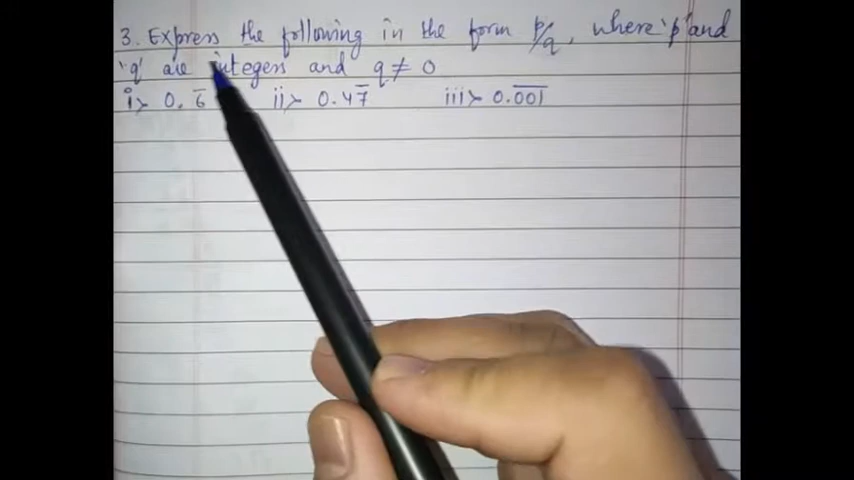 3. Express the following in the form p/q, where 'p' and
'q' are integers and q ≠ 0
i> 0.6̅ ii> 0.47̅ iii> 0.0̅0̅1̅